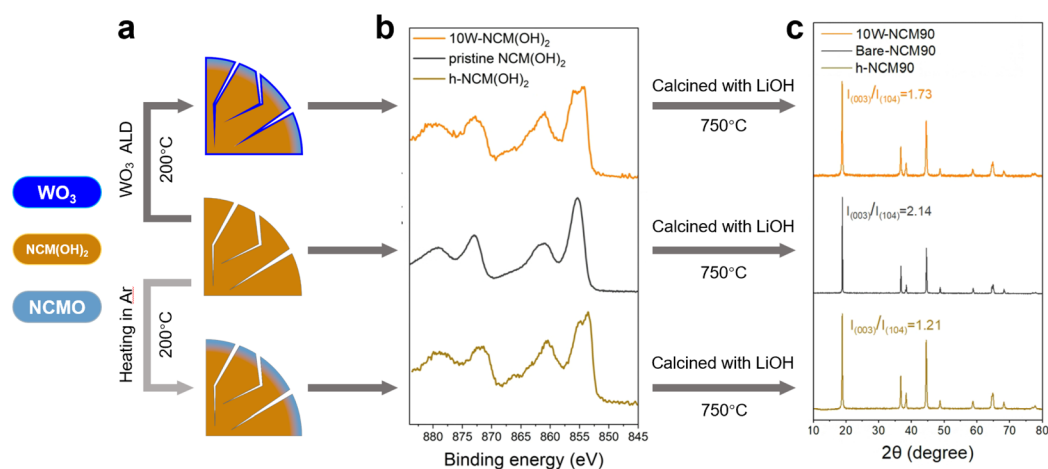 a
b
c
WO₃
NCM(OH)₂
NCMO
WO₃ ALD
200°C
Heating in Ar
200°C
10W-NCM(OH)₂
pristine NCM(OH)₂
h-NCM(OH)₂
880 875 870 865 860 855 850 845
Binding energy (eV)
Calcined with LiOH
750°C
Calcined with LiOH
750°C
Calcined with LiOH
750°C
10W-NCM90
Bare-NCM90
h-NCM90
I₍₀₀₃₎/I₍₁₀₄₎=1.73
I₍₀₀₃₎/I₍₁₀₄₎=2.14
I₍₀₀₃₎/I₍₁₀₄₎=1.21
10 20 30 40 50 60 70 80
2θ (degree)